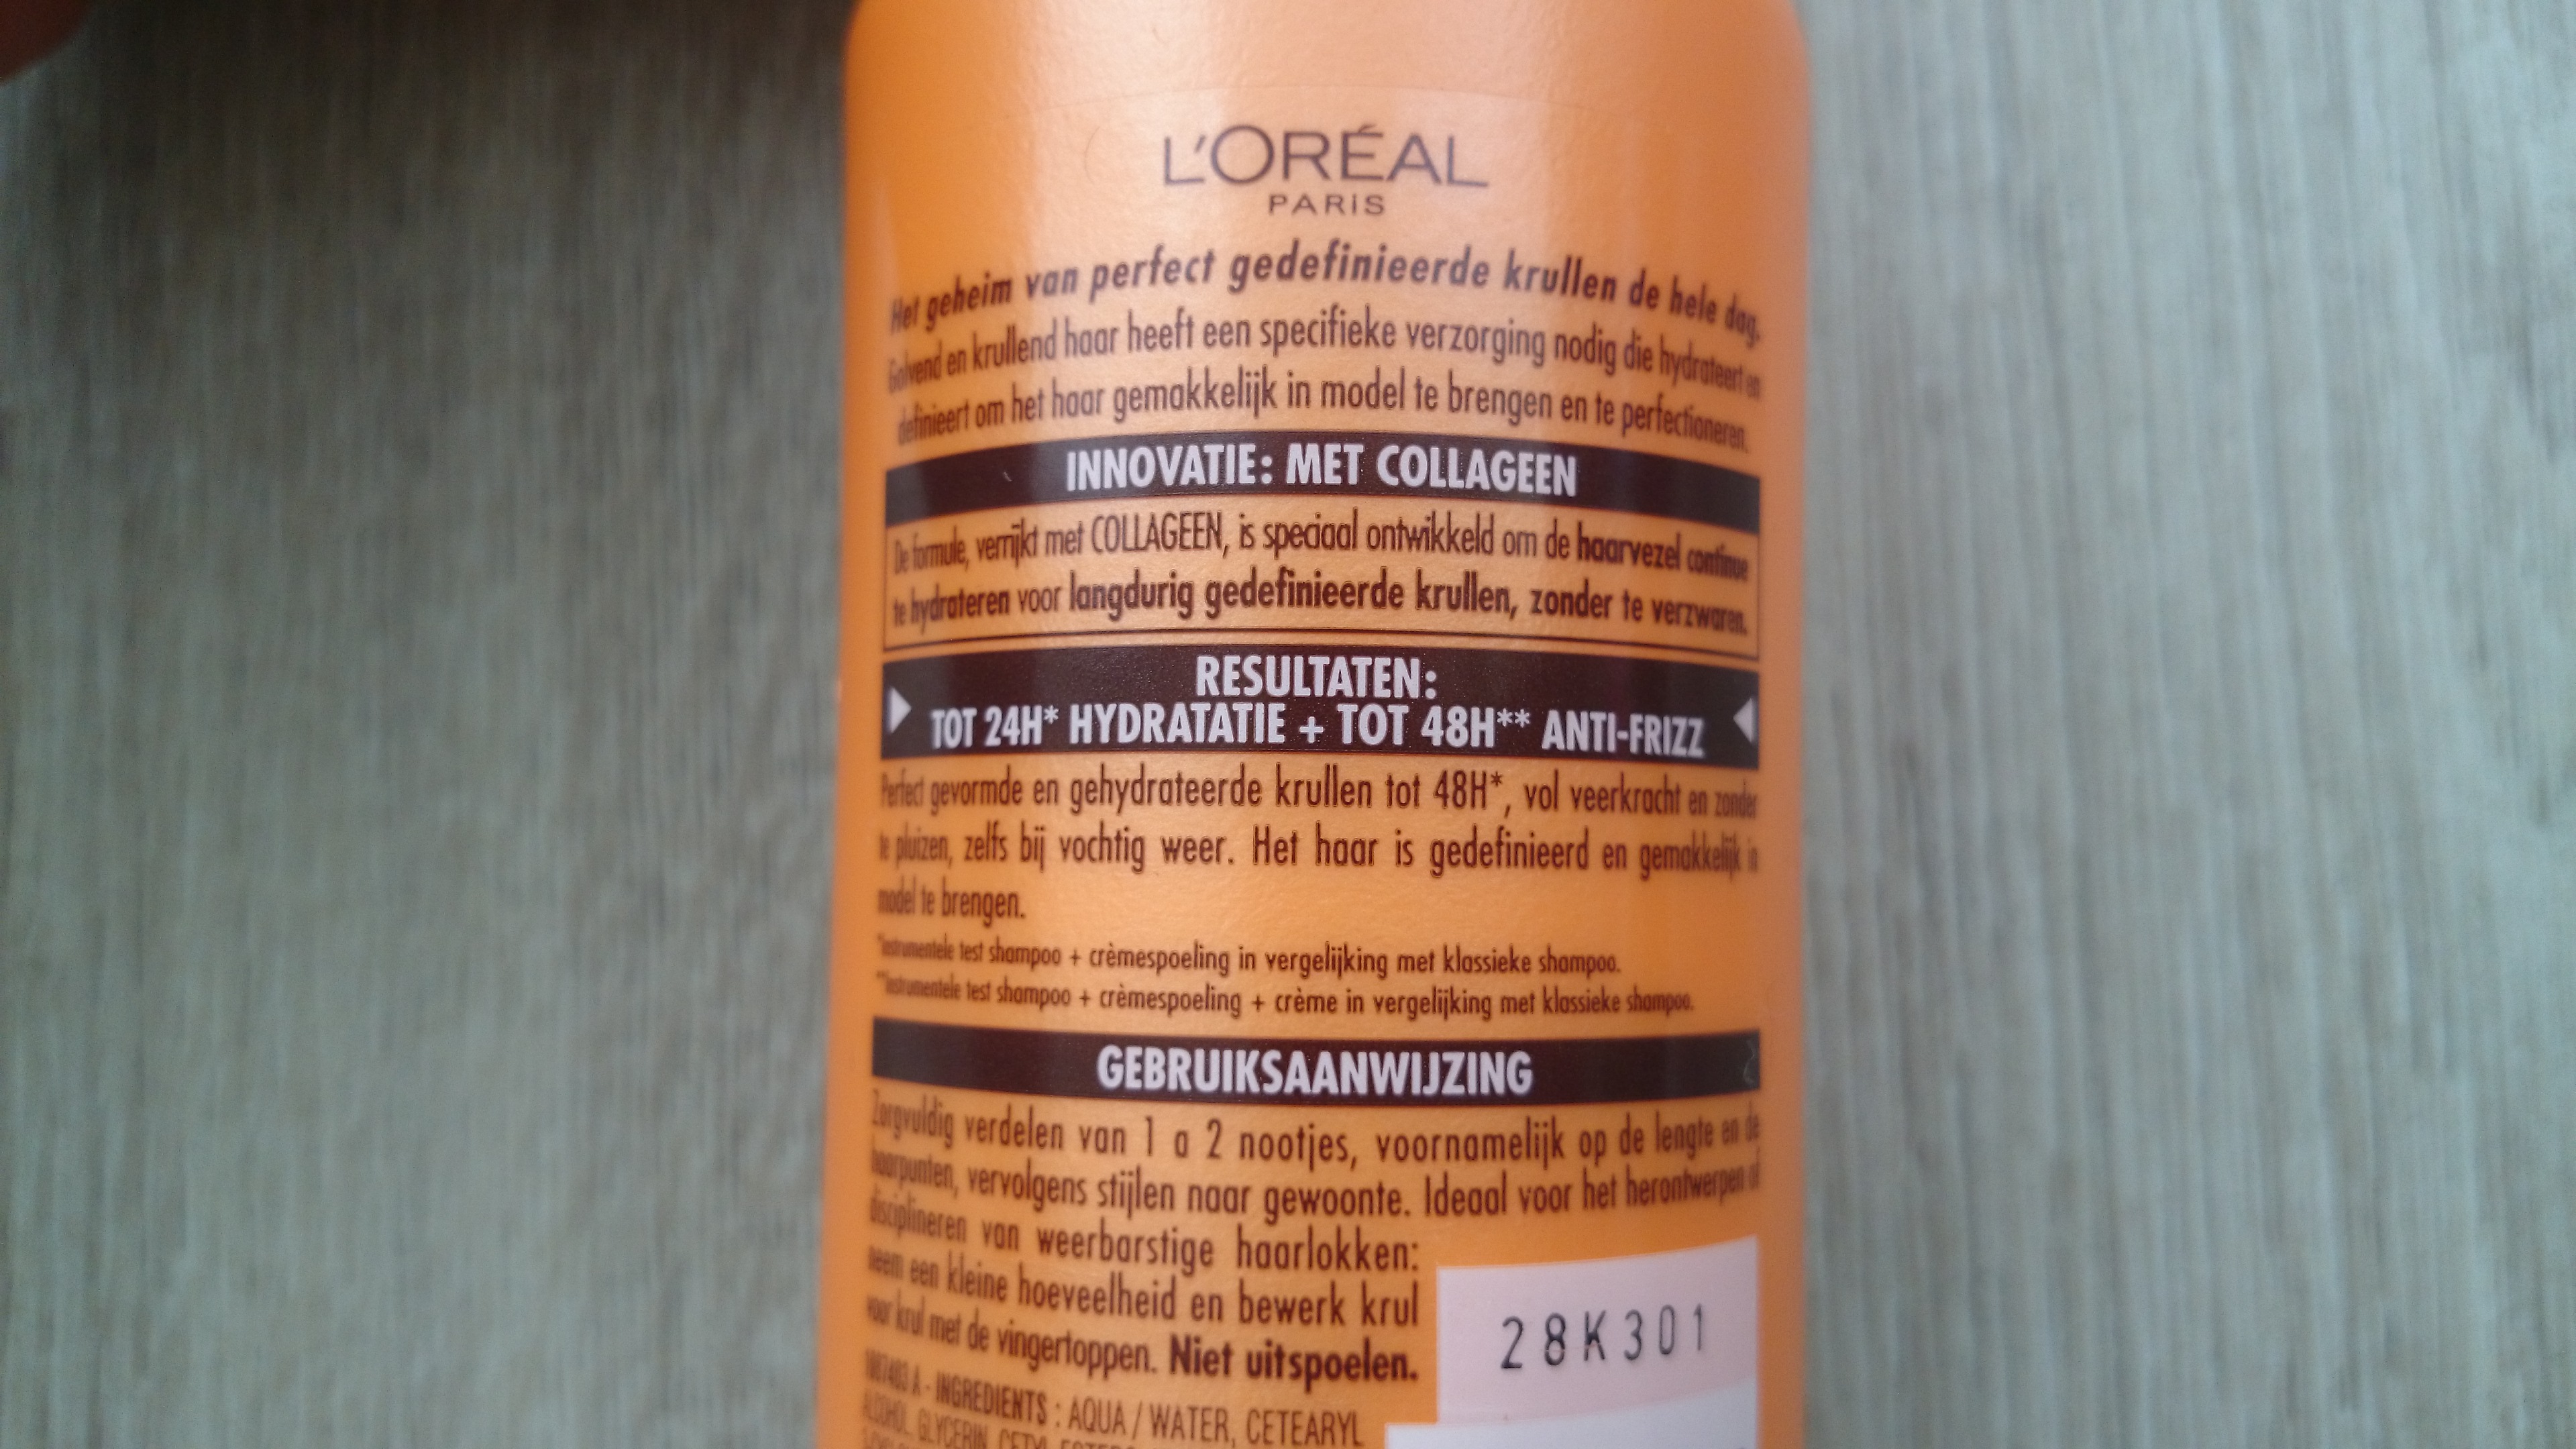 L'ORÉAL
PARIS
Het geheim van perfect gedefinieerde krullen de hele dag.
Golvend en krullend haar heeft een specifieke verzorging nodig die hydrateert en
definieert om het haar gemakkelijk in model te brengen en te perfectioneren.
INNOVATIE: MET COLLAGEEN
De formule, verrijkt met COLLAGEEN, is speciaal ontwikkeld om de haarvezel continue
te hydrateren voor langdurig gedefinieerde krullen, zonder te verzwaren.
RESULTATEN:
TOT 24H* HYDRATATIE + TOT 48H** ANTI-FRIZZ
Perfect gevormde en gehydrateerde krullen tot 48H*, vol veerkracht en zonder
te pluizen, zelfs bij vochtig weer. Het haar is gedefinieerd en gemakkelijk in
model te brengen.
*Instrumentele test shampoo + crèmespoeling in vergelijking met klassieke shampoo.
**Instrumentele test shampoo + crèmespoeling + crème in vergelijking met klassieke shampoo.
GEBRUIKSAANWIJZING
Zorgvuldig verdelen van 1 a 2 nootjes, voornamelijk op de lengte en de
haarpunten, vervolgens stijlen naar gewoonte. Ideaal voor het herontwerpen of
disciplineren van weerbarstige haarlokken:
neem een kleine hoeveelheid en bewerk krul
voor krul met de vingertoppen. Niet uitspoelen.
28K301
A - INGREDIENTS : AQUA / WATER, CETEARYL
ALCOHOL, GLYCERIN, CETYL